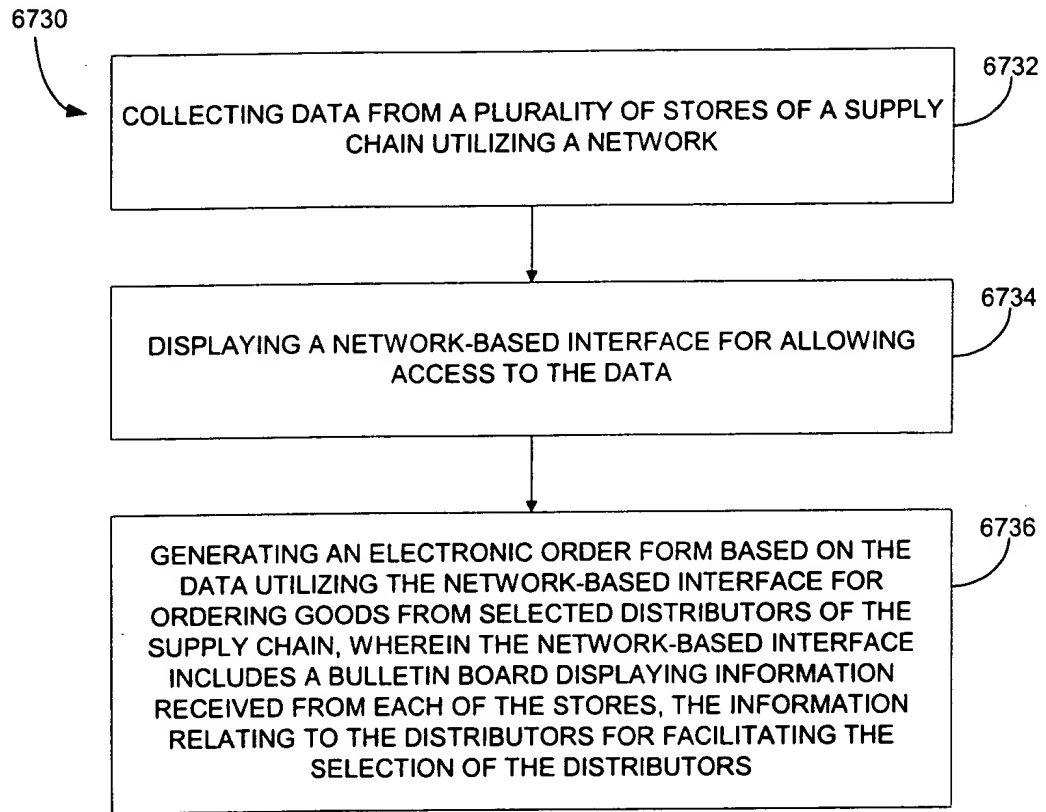 6730
6732
COLLECTING DATA FROM A PLURALITY OF STORES OF A SUPPLY
CHAIN UTILIZING A NETWORK
6734
DISPLAYING A NETWORK-BASED INTERFACE FOR ALLOWING
ACCESS TO THE DATA
6736
GENERATING AN ELECTRONIC ORDER FORM BASED ON THE
DATA UTILIZING THE NETWORK-BASED INTERFACE FOR
ORDERING GOODS FROM SELECTED DISTRIBUTORS OF THE
SUPPLY CHAIN, WHEREIN THE NETWORK-BASED INTERFACE
INCLUDES A BULLETIN BOARD DISPLAYING INFORMATION
RECEIVED FROM EACH OF THE STORES, THE INFORMATION
RELATING TO THE DISTRIBUTORS FOR FACILITATING THE
SELECTION OF THE DISTRIBUTORS